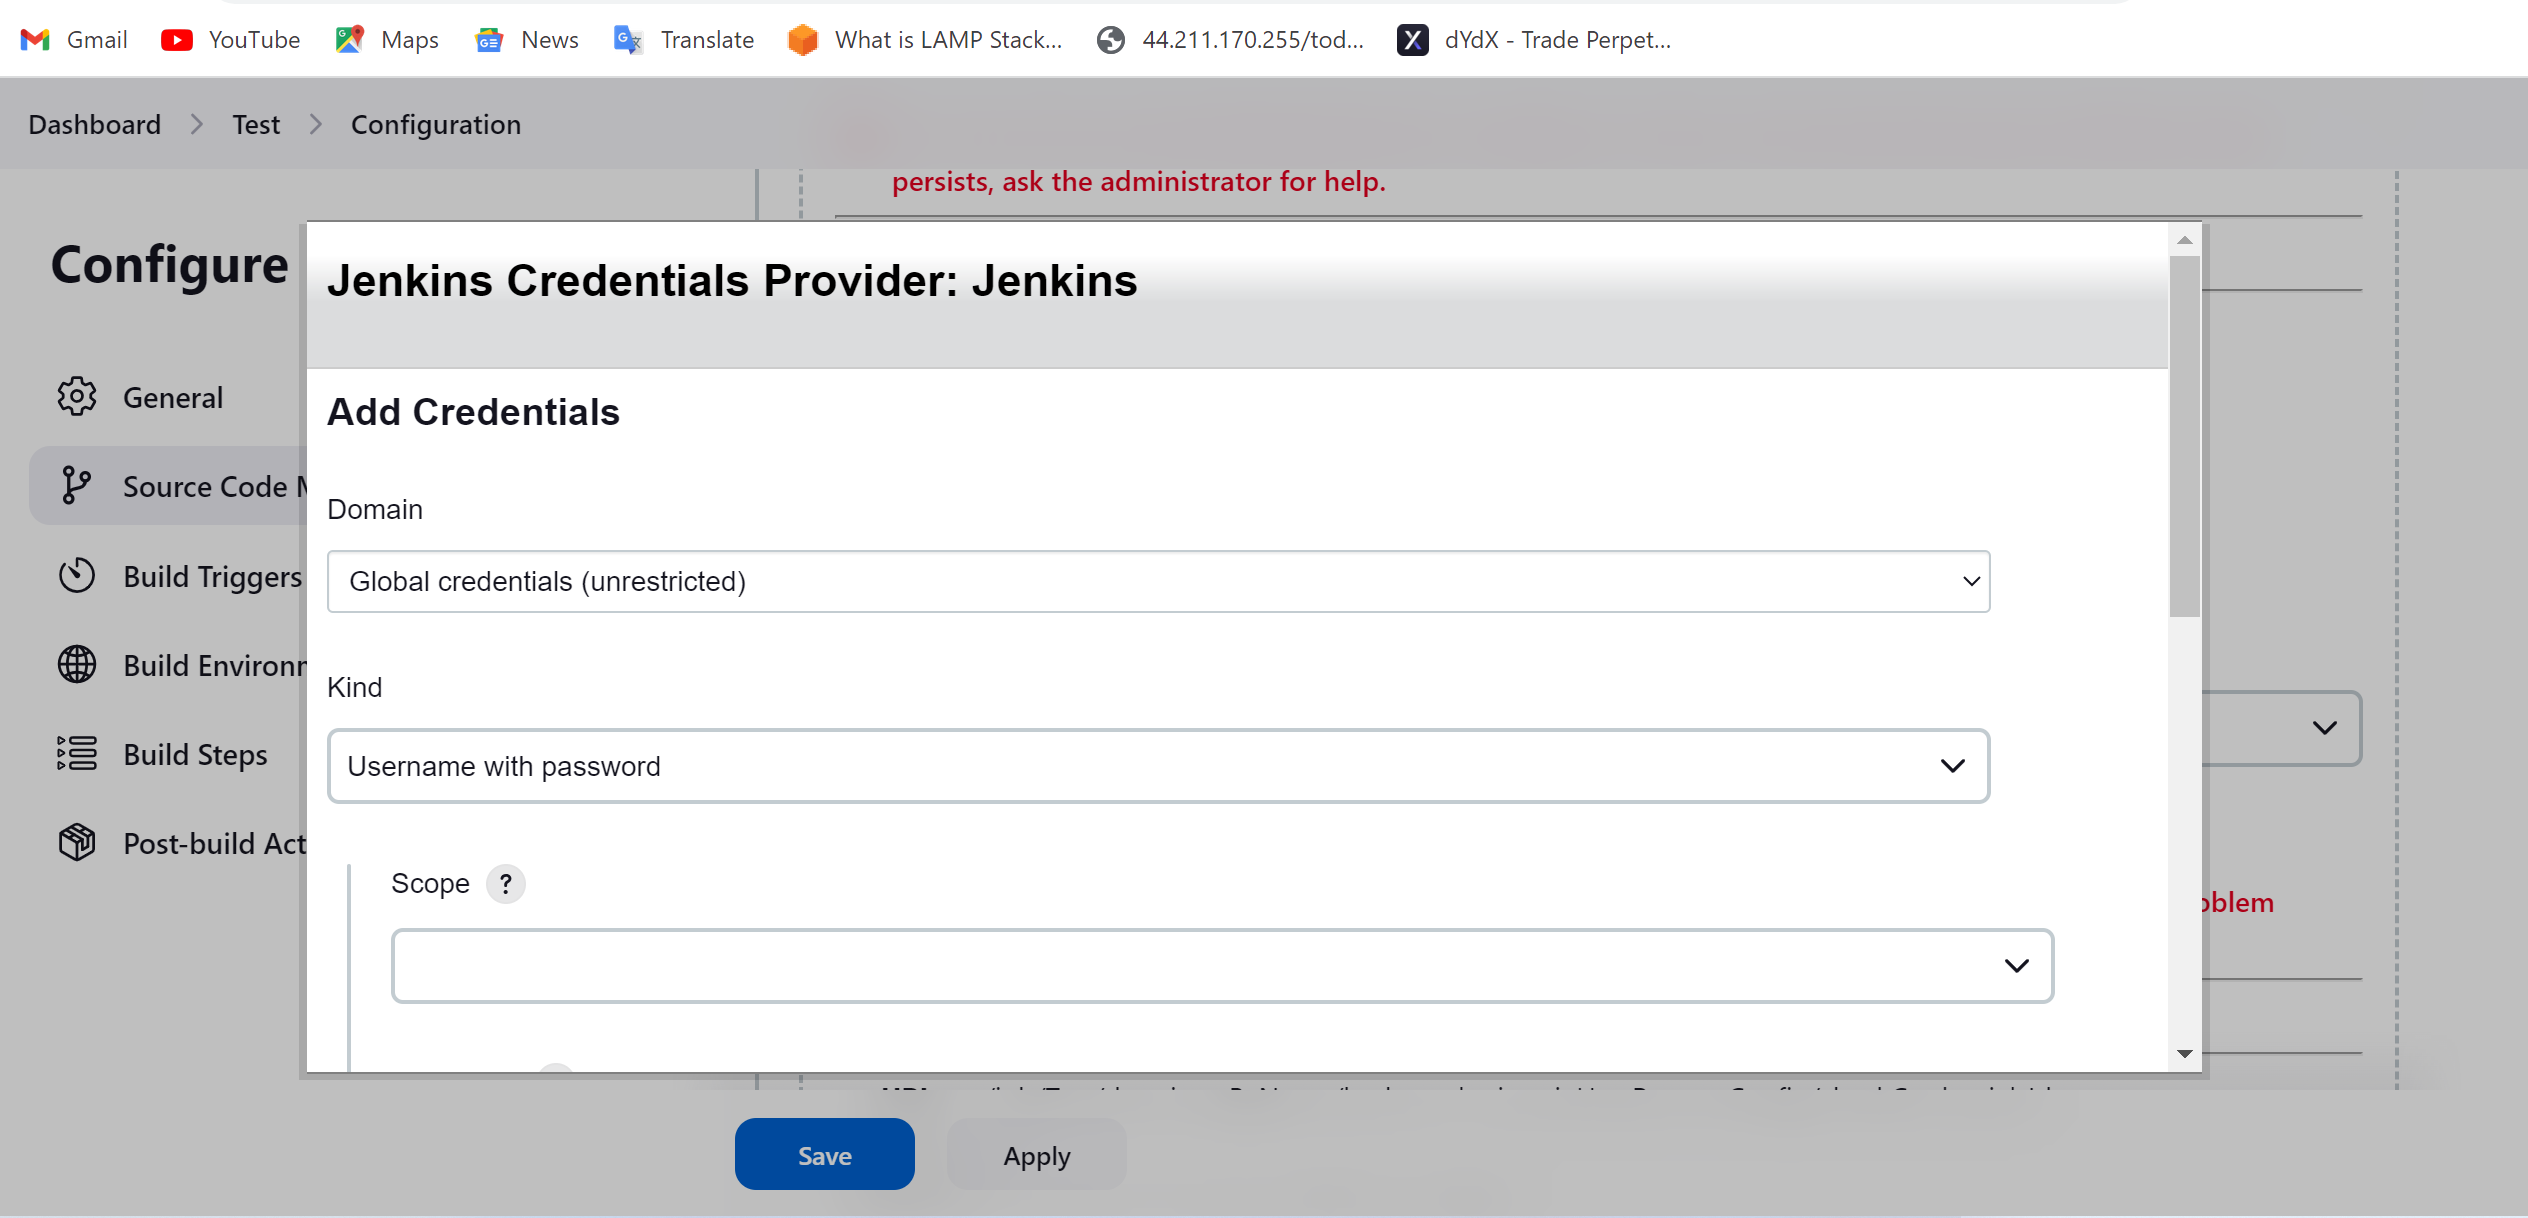 Gmail
YouTube
Maps
News
Translate
What is LAMP Stack...
44.211.170.255/tod...
dYdX - Trade Perpet...
Dashboard
Test
Configuration
persists, ask the administrator for help.
Configure
Jenkins Credentials Provider: Jenkins
General
Add Credentials
Source Code
Domain
Build Triggers
Global credentials (unrestricted)
Build Environ
Kind
Build Steps
Username with password
Post-build Act
Scope ?
oblem
Save
Apply